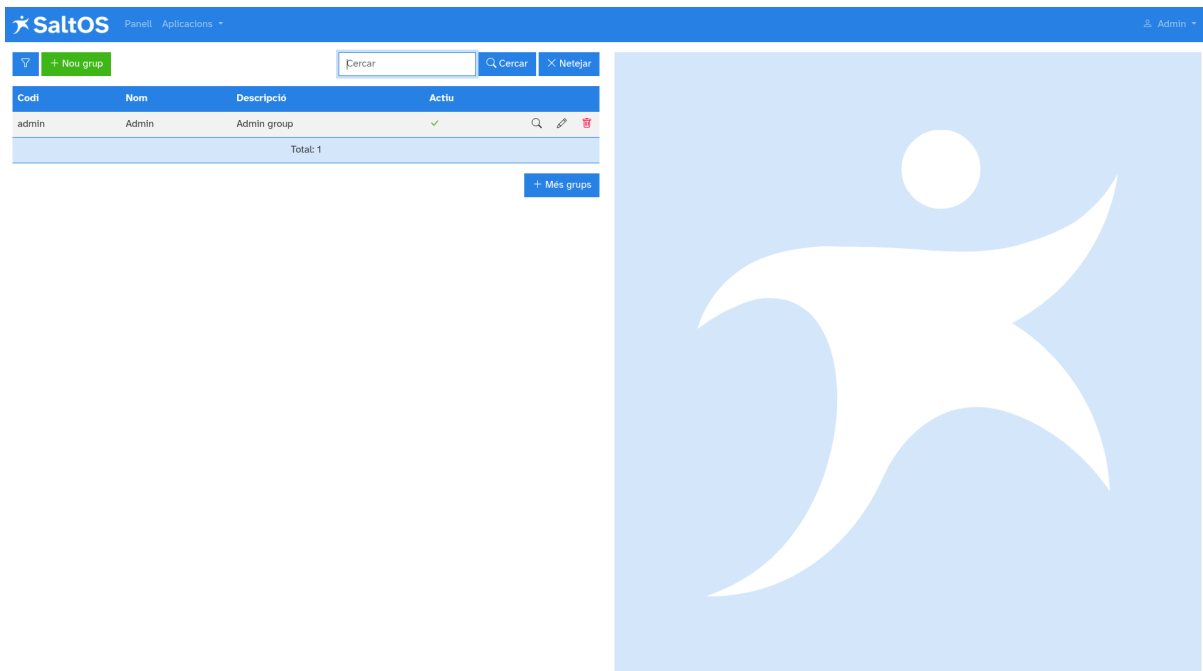 SaltOS Panell Aplicacions Admin
+ Nou grup Cercar Cercar Netejar
Codi Nom Descripció Actiu
admin Admin Admin group
Total: 1
+ Més grups